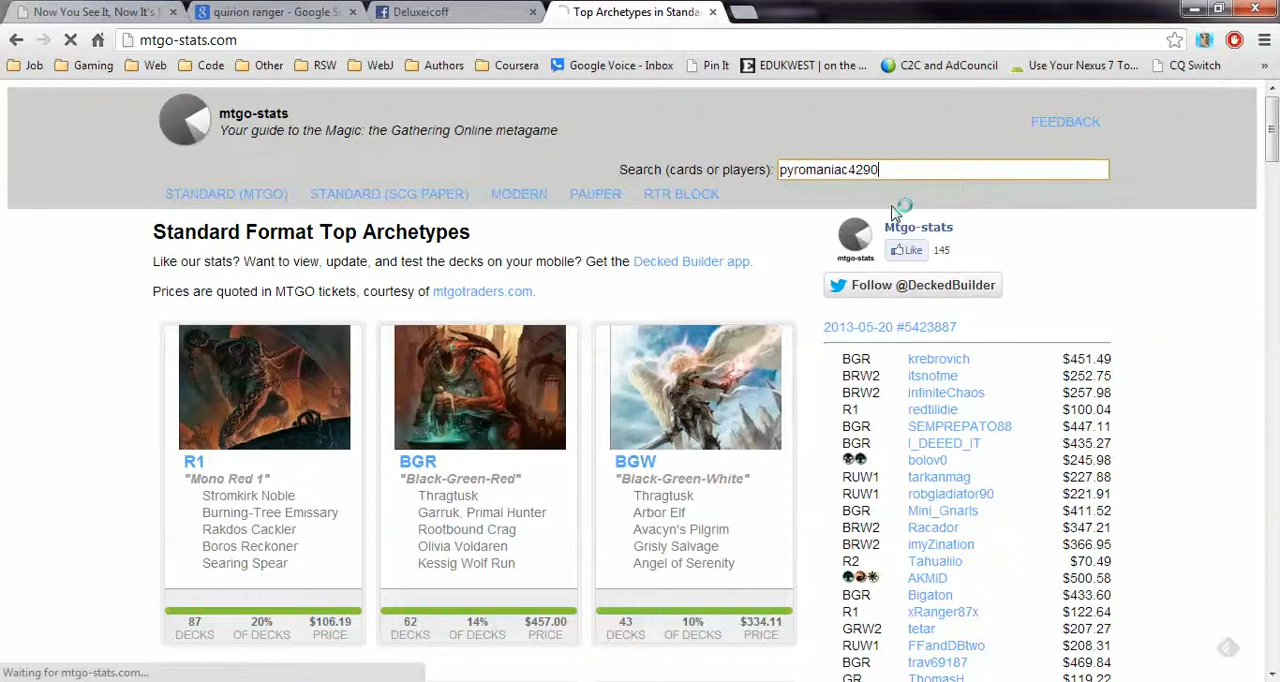 Now You See It, Now It's
quirion ranger - Google S
Deluxeicoff
Top Archetypes in Standa
mtgo-stats.com
Job Gaming Web Code Other RSW WebJ Authors Coursera Google Voice - Inbox Pin It EDUKWEST | on the ... C2C and AdCouncil Use Your Nexus 7 To... CQ Switch »
mtgo-stats
Your guide to the Magic: the Gathering Online metagame
FEEDBACK
Search (cards or players): pyromaniac4290
STANDARD (MTGO) STANDARD (SCG PAPER) MODERN PAUPER RTR BLOCK
Standard Format Top Archetypes
Like our stats? Want to view, update, and test the decks on your mobile? Get the Decked Builder app.
Prices are quoted in MTGO tickets, courtesy of mtgotraders.com.
R1
"Mono Red 1"
Stromkirk Noble
Burning-Tree Emissary
Rakdos Cackler
Boros Reckoner
Searing Spear
87 20% $106.19
DECKS OF DECKS PRICE
BGR
"Black-Green-Red"
Thragtusk
Garruk, Primal Hunter
Rootbound Crag
Olivia Voldaren
Kessig Wolf Run
62 14% $457.00
DECKS OF DECKS PRICE
BGW
"Black-Green-White"
Thragtusk
Arbor Elf
Avacyn's Pilgrim
Grisly Salvage
Angel of Serenity
43 10% $334.11
DECKS OF DECKS PRICE
mtgo-stats
Mtgo-stats
Like 145
Follow @DeckedBuilder
2013-05-20 #5423887
BGR krebrovich $451.49
BRW2 itsnotme $252.75
BRW2 InfiniteChaos $257.98
R1 redtilidie $100.04
BGR SEMPREPATO88 $447.11
BGR I_DEEED_IT $435.27
bolov0 $245.98
RUW1 tarkanmag $227.88
RUW1 robgladiator90 $221.91
BGR Mini_Gnarls $411.52
BRW2 Racador $347.21
BRW2 imyZination $366.95
R2 Tahualilo $70.49
AKMID $500.58
BGR Bigaton $433.60
R1 xRanger87x $122.64
GRW2 tetar $207.27
RUW1 FFandDBtwo $208.31
BGR trav69187 $469.84
GR ThomasH $119.22
Waiting for mtgo-stats.com...